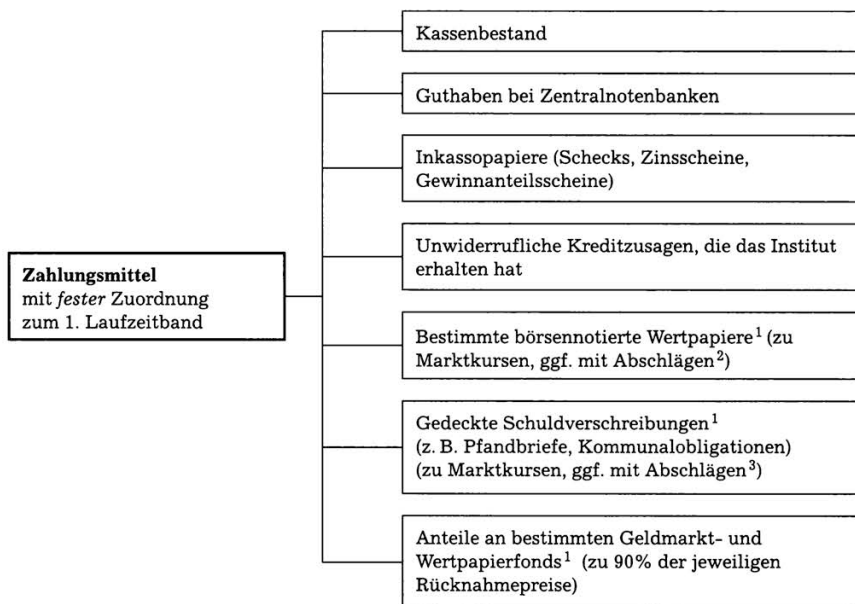 Kassenbestand
Guthaben bei Zentralnotenbanken
Inkassopapiere (Schecks, Zinsscheine,
Gewinnanteilsscheine)
Unwiderrufliche Kreditzusagen, die das Institut
erhalten hat
Zahlungsmittel
mit fester Zuordnung
zum 1. Laufzeitband
Bestimmte börsennotierte Wertpapiere¹ (zu
Marktkursen, ggf. mit Abschlägen²)
Gedeckte Schuldverschreibungen¹
(z. B. Pfandbriefe, Kommunalobligationen)
(zu Marktkursen, ggf. mit Abschlägen³)
Anteile an bestimmten Geldmarkt- und
Wertpapierfonds¹ (zu 90% der jeweiligen
Rücknahmepreise)